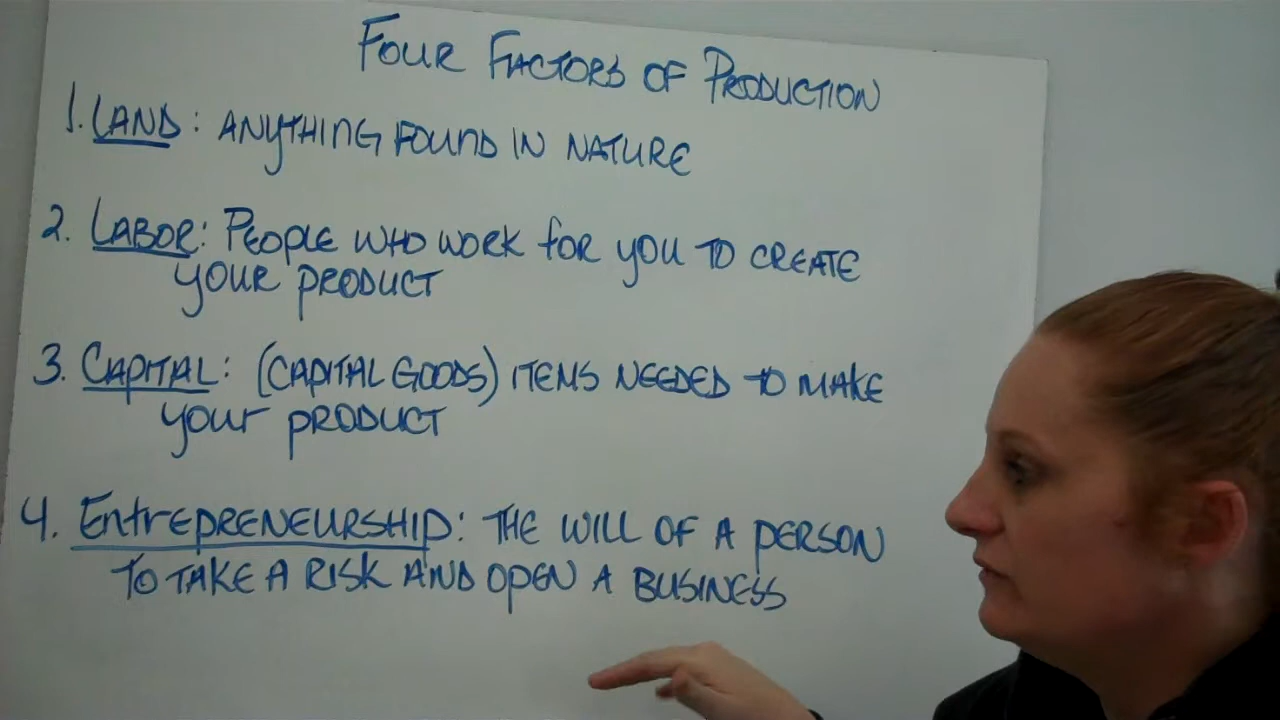 FOUR FACTORS OF PRODUCTION
1. LAND: ANYTHING FOUND IN NATURE
2. LABOR: PEOPLE WHO WORK FOR YOU TO CREATE
YOUR PRODUCT
3. CAPITAL: (CAPITAL GOODS) ITEMS NEEDED TO MAKE
YOUR PRODUCT
4. ENTREPRENEURSHIP: THE WILL OF A PERSON
TO TAKE A RISK AND OPEN A BUSINESS